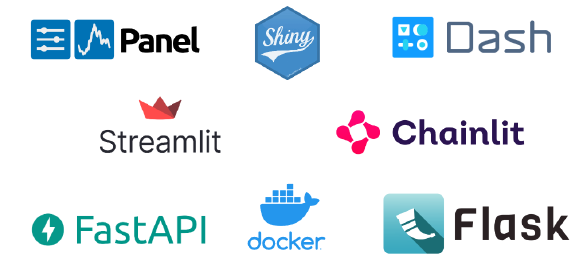 Panel
Shiny
Dash
Streamlit
Chainlit
FastAPI
docker
Flask